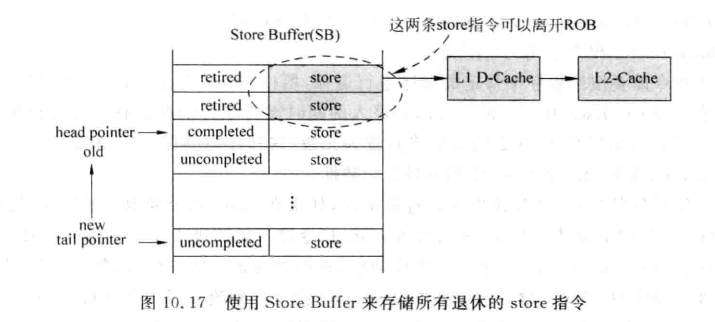 Store Buffer(SB)
这两条store指令可以离开ROB
retired store
L1 D-Cache
L2-Cache
retired store
head pointer
completed store
old
uncompleted store
⋮
new
tail pointer
uncompleted store
图 10.17 使用 Store Buffer 来存储所有退休的 store 指令